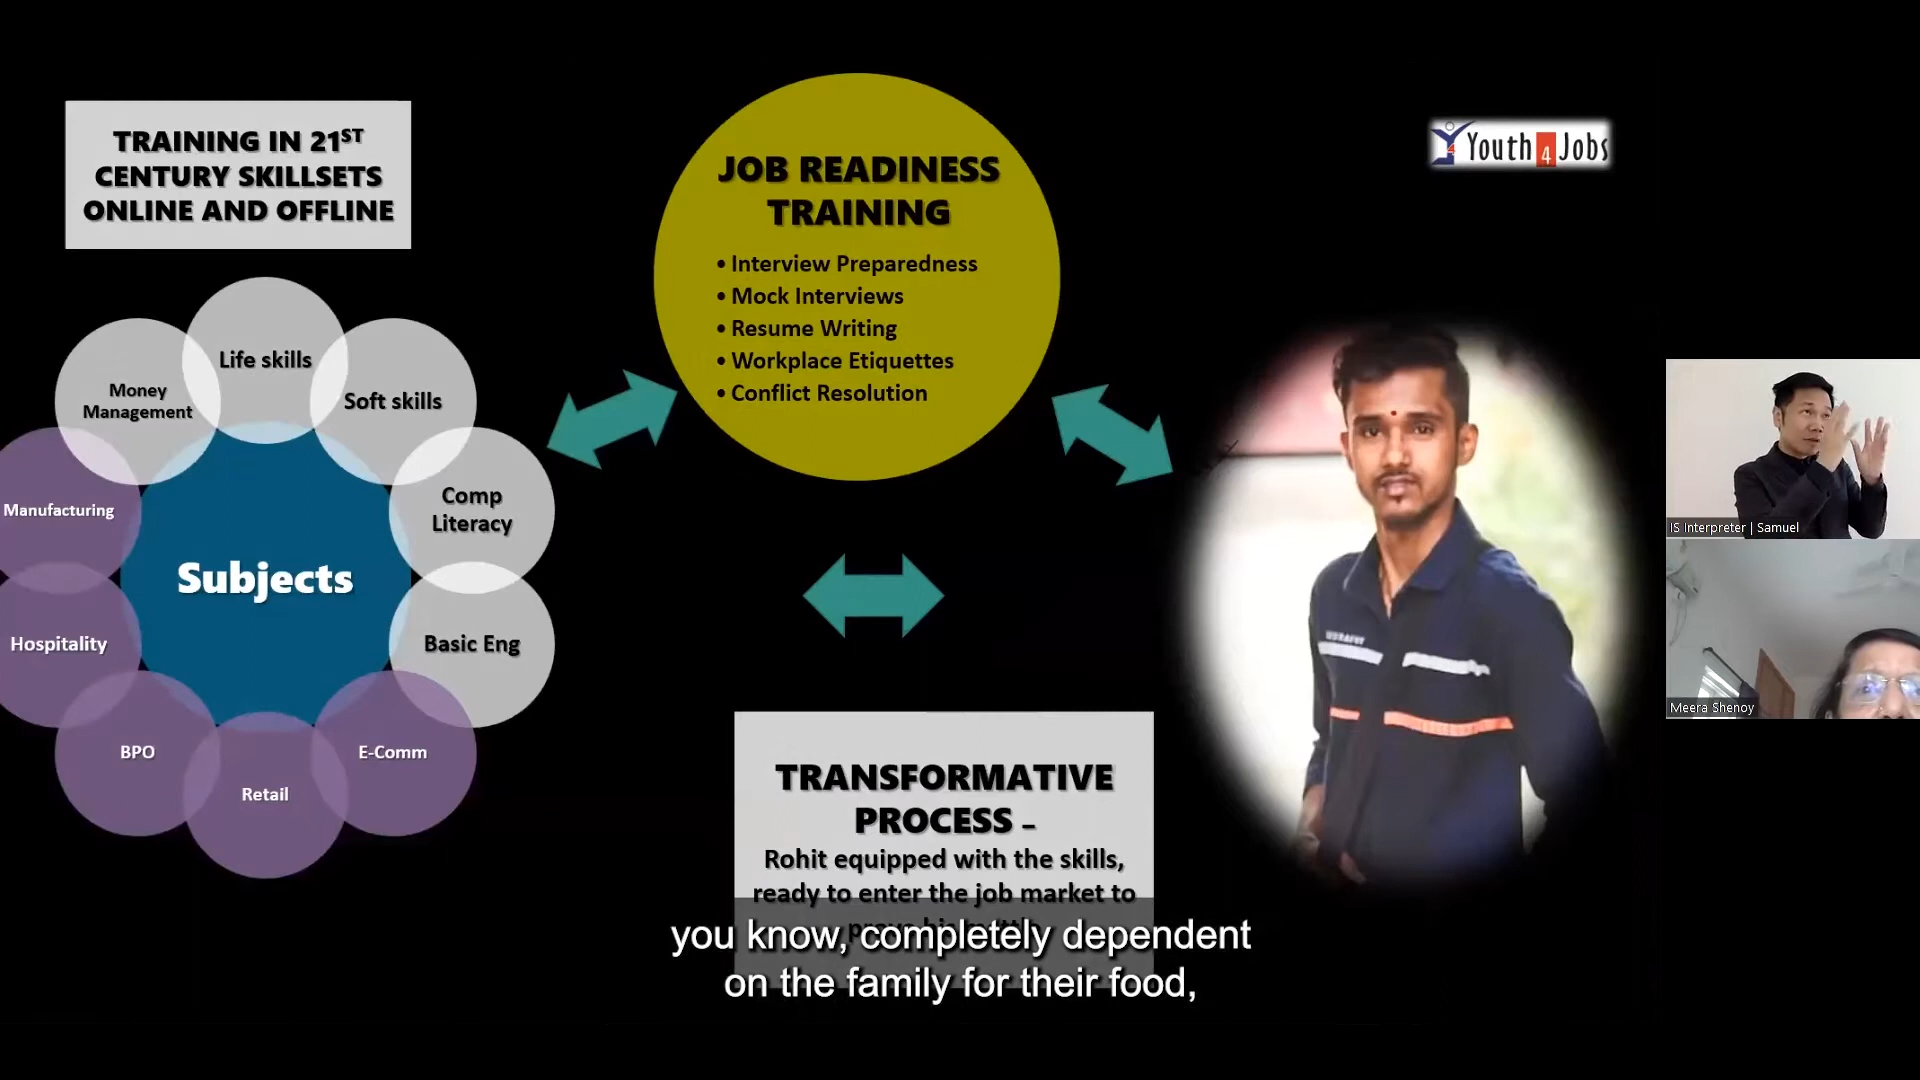 TRAINING IN 21ST
CENTURY SKILLSETS
ONLINE AND OFFLINE
JOB READINESS
TRAINING
• Interview Preparedness
• Mock Interviews
• Resume Writing
• Workplace Etiquettes
• Conflict Resolution
Youth4Jobs
Life skills
Soft skills
Comp
Literacy
Basic Eng
E-Comm
Retail
BPO
Hospitality
Manufacturing
Money
Management
Subjects
TRANSFORMATIVE
PROCESS –
Rohit equipped with the skills,
ready to enter the job market to
you know, completely dependent
on the family for their food,
IS Interpreter | Samuel
Meera Shenoy